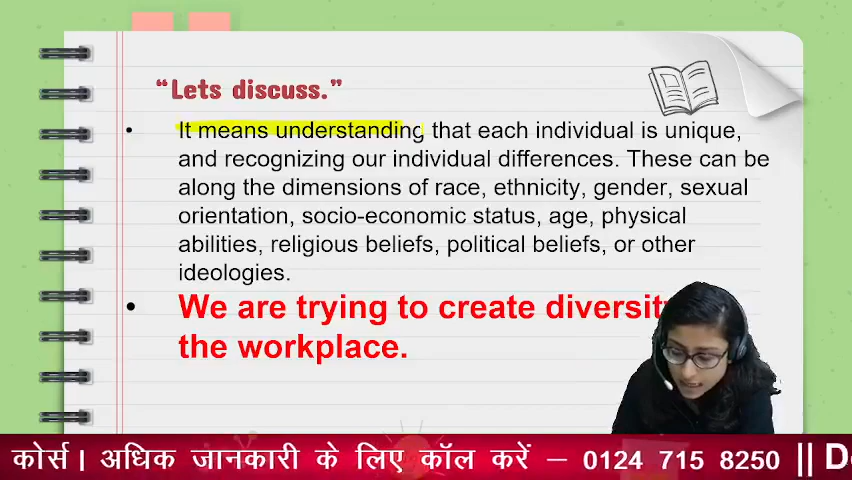 “Lets discuss.”
• It means understanding that each individual is unique,
and recognizing our individual differences. These can be
along the dimensions of race, ethnicity, gender, sexual
orientation, socio-economic status, age, physical
abilities, religious beliefs, political beliefs, or other
ideologies.
• We are trying to create
the workplace.
कोर्स। अधिक जानकारी के लिए कॉल करें – 0124 715 8250 ||